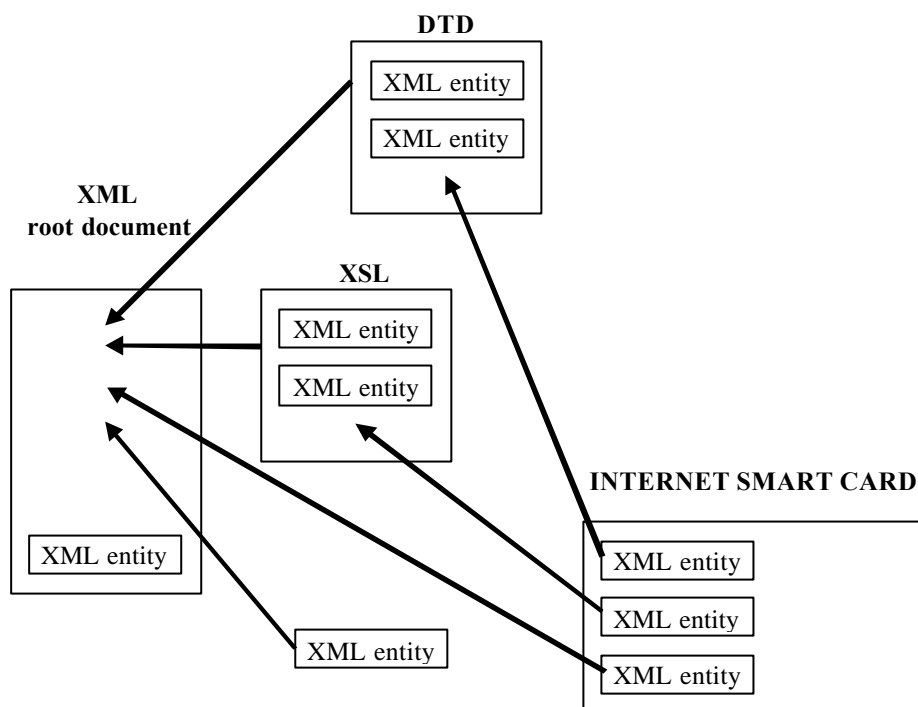 DTD
XML entity
XML entity
XML
root document
XSL
XML entity
XML entity
XML entity
XML entity
INTERNET SMART CARD
XML entity
XML entity
XML entity